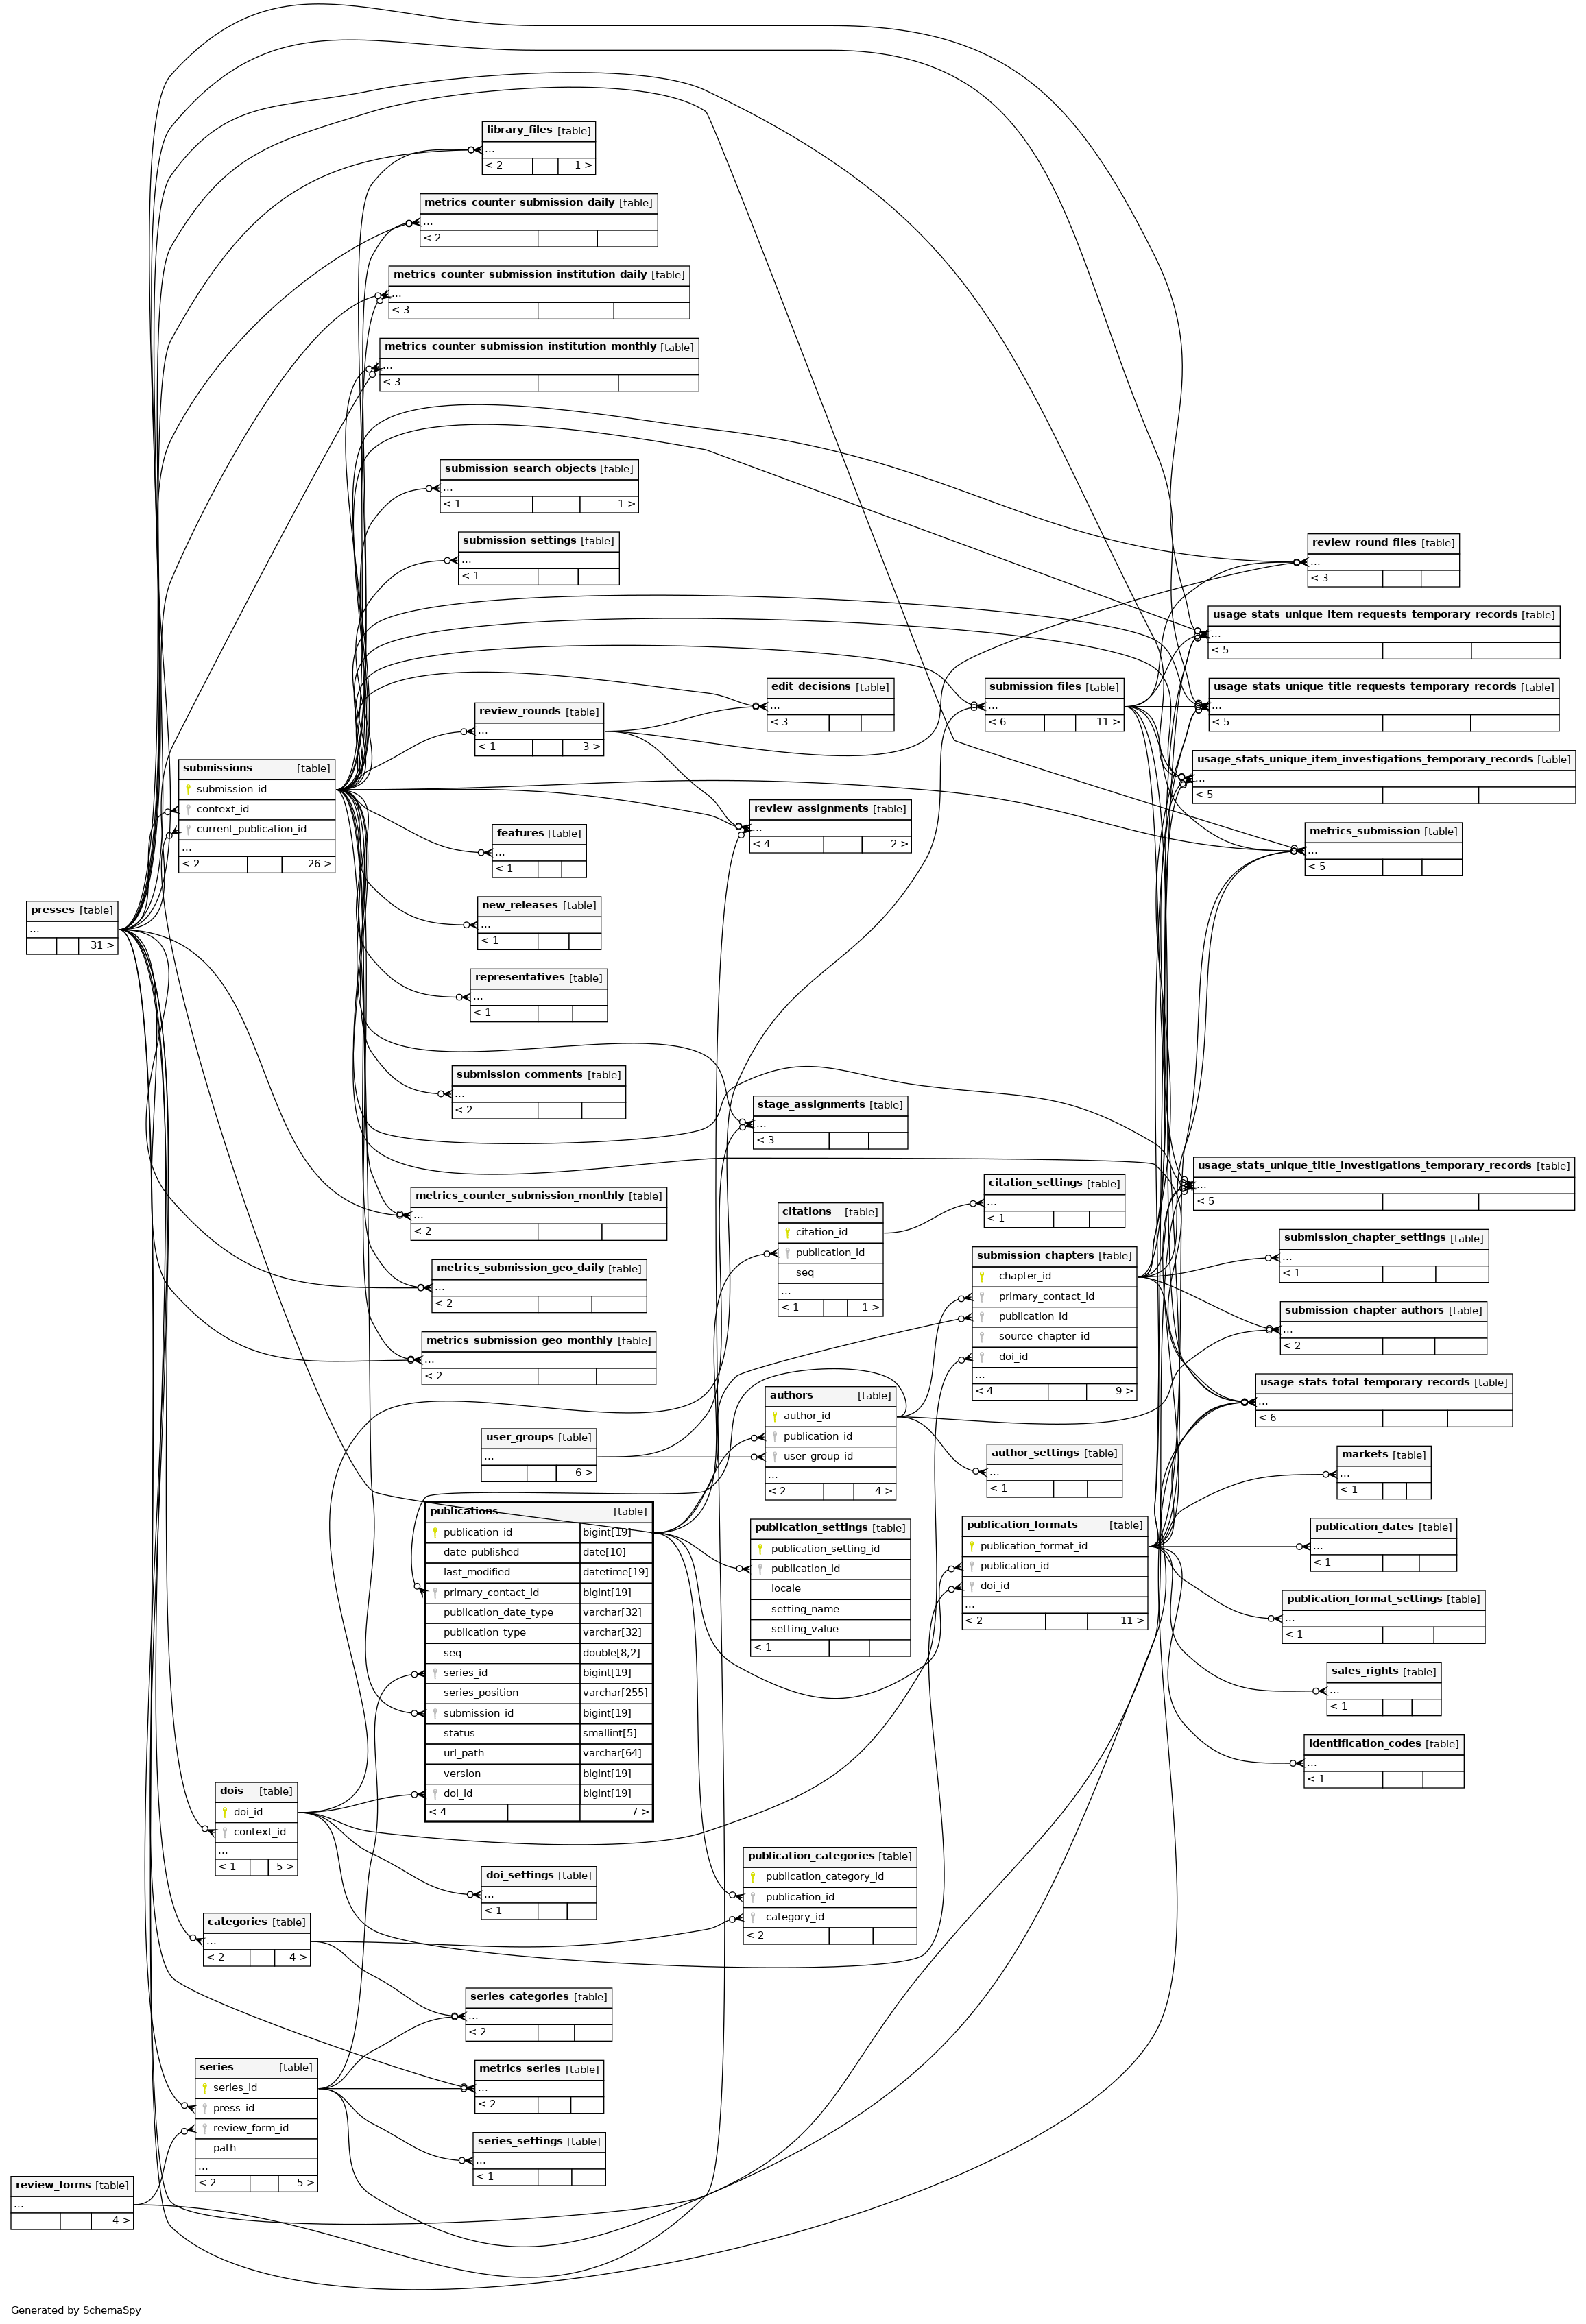 library_files [table]
...
< 2 1 >
metrics_counter_submission_daily [table]
...
< 2
metrics_counter_submission_institution_daily [table]
...
< 3
metrics_counter_submission_institution_monthly [table]
...
< 3
submission_search_objects [table]
...
< 1 1 >
submission_settings [table]
...
< 1
review_round_files [table]
...
< 3
usage_stats_unique_item_requests_temporary_records [table]
...
< 5
edit_decisions [table]
...
< 3
submission_files [table]
...
< 6 11 >
usage_stats_unique_title_requests_temporary_records [table]
...
< 5
review_rounds [table]
...
< 1 3 >
usage_stats_unique_item_investigations_temporary_records [table]
...
< 5
submissions [table]
submission_id
context_id
current_publication_id
...
< 2 26 >
review_assignments [table]
...
< 4 2 >
metrics_submission [table]
...
< 5
features [table]
...
< 1
presses [table]
...
31 >
new_releases [table]
...
< 1
representatives [table]
...
< 1
submission_comments [table]
...
< 2
stage_assignments [table]
...
< 3
usage_stats_unique_title_investigations_temporary_records [table]
...
< 5
metrics_counter_submission_monthly [table]
...
< 2
citations [table]
citation_id
publication_id
seq
...
< 1 1 >
citation_settings [table]
...
< 1
submission_chapters [table]
chapter_id
primary_contact_id
publication_id
source_chapter_id
doi_id
...
< 4 9 >
submission_chapter_settings [table]
...
< 1
metrics_submission_geo_daily [table]
...
< 2
submission_chapter_authors [table]
...
< 2
metrics_submission_geo_monthly [table]
...
< 2
usage_stats_total_temporary_records [table]
...
< 6
authors [table]
author_id
publication_id
user_group_id
...
< 2 4 >
user_groups [table]
...
6 >
author_settings [table]
...
< 1
markets [table]
...
< 1
publications [table]
publication_id bigint[19]
date_published date[10]
last_modified datetime[19]
primary_contact_id bigint[19]
publication_date_type varchar[32]
publication_type varchar[32]
seq double[8,2]
series_id bigint[19]
series_position varchar[255]
submission_id bigint[19]
status smallint[5]
url_path varchar[64]
version bigint[19]
doi_id bigint[19]
< 4 7 >
publication_settings [table]
publication_setting_id
publication_id
locale
setting_name
setting_value
< 1
publication_formats [table]
publication_format_id
publication_id
doi_id
...
< 2 11 >
publication_dates [table]
...
< 1
publication_format_settings [table]
...
< 1
sales_rights [table]
...
< 1
identification_codes [table]
...
< 1
dois [table]
doi_id
context_id
...
< 1 5 >
doi_settings [table]
...
< 1
publication_categories [table]
publication_category_id
publication_id
category_id
< 2
categories [table]
...
< 2 4 >
series_categories [table]
...
< 2
series [table]
series_id
press_id
review_form_id
path
...
< 2 5 >
metrics_series [table]
...
< 2
series_settings [table]
...
< 1
review_forms [table]
...
4 >
Generated by SchemaSpy